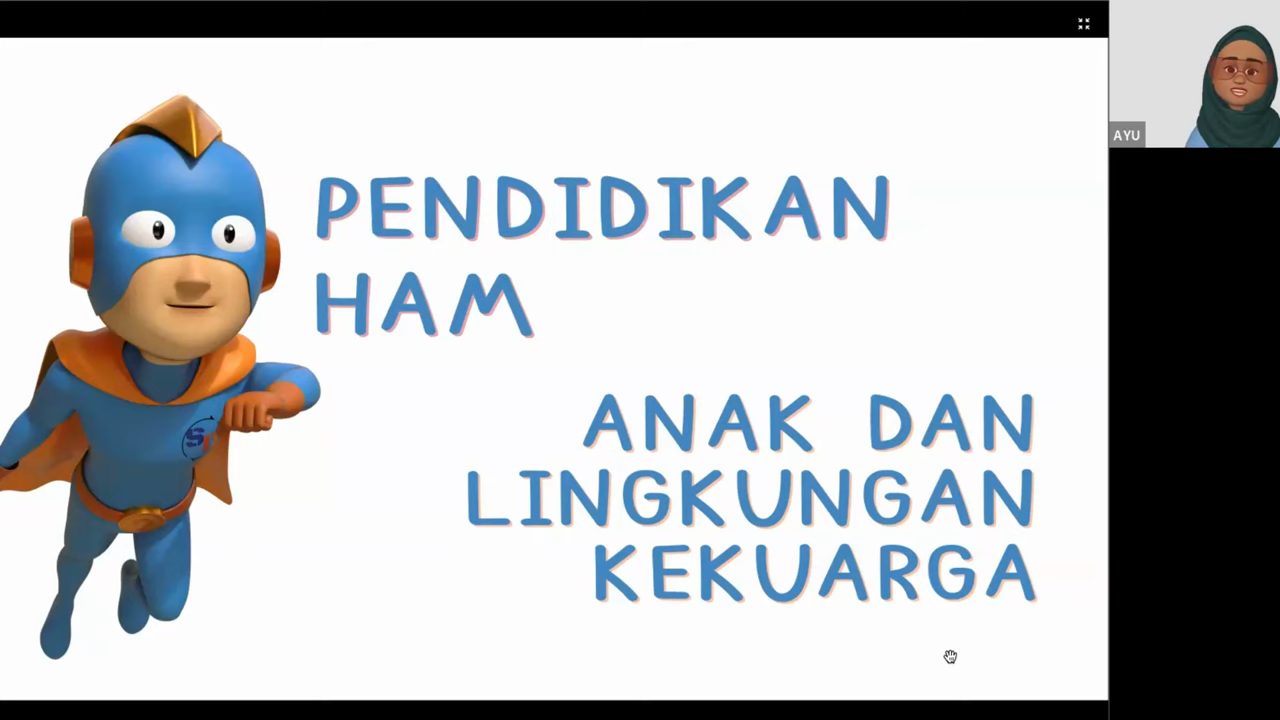 PENDIDIKAN
HAM
ANAK DAN
LINGKUNGAN
KEKUARGA
AYU